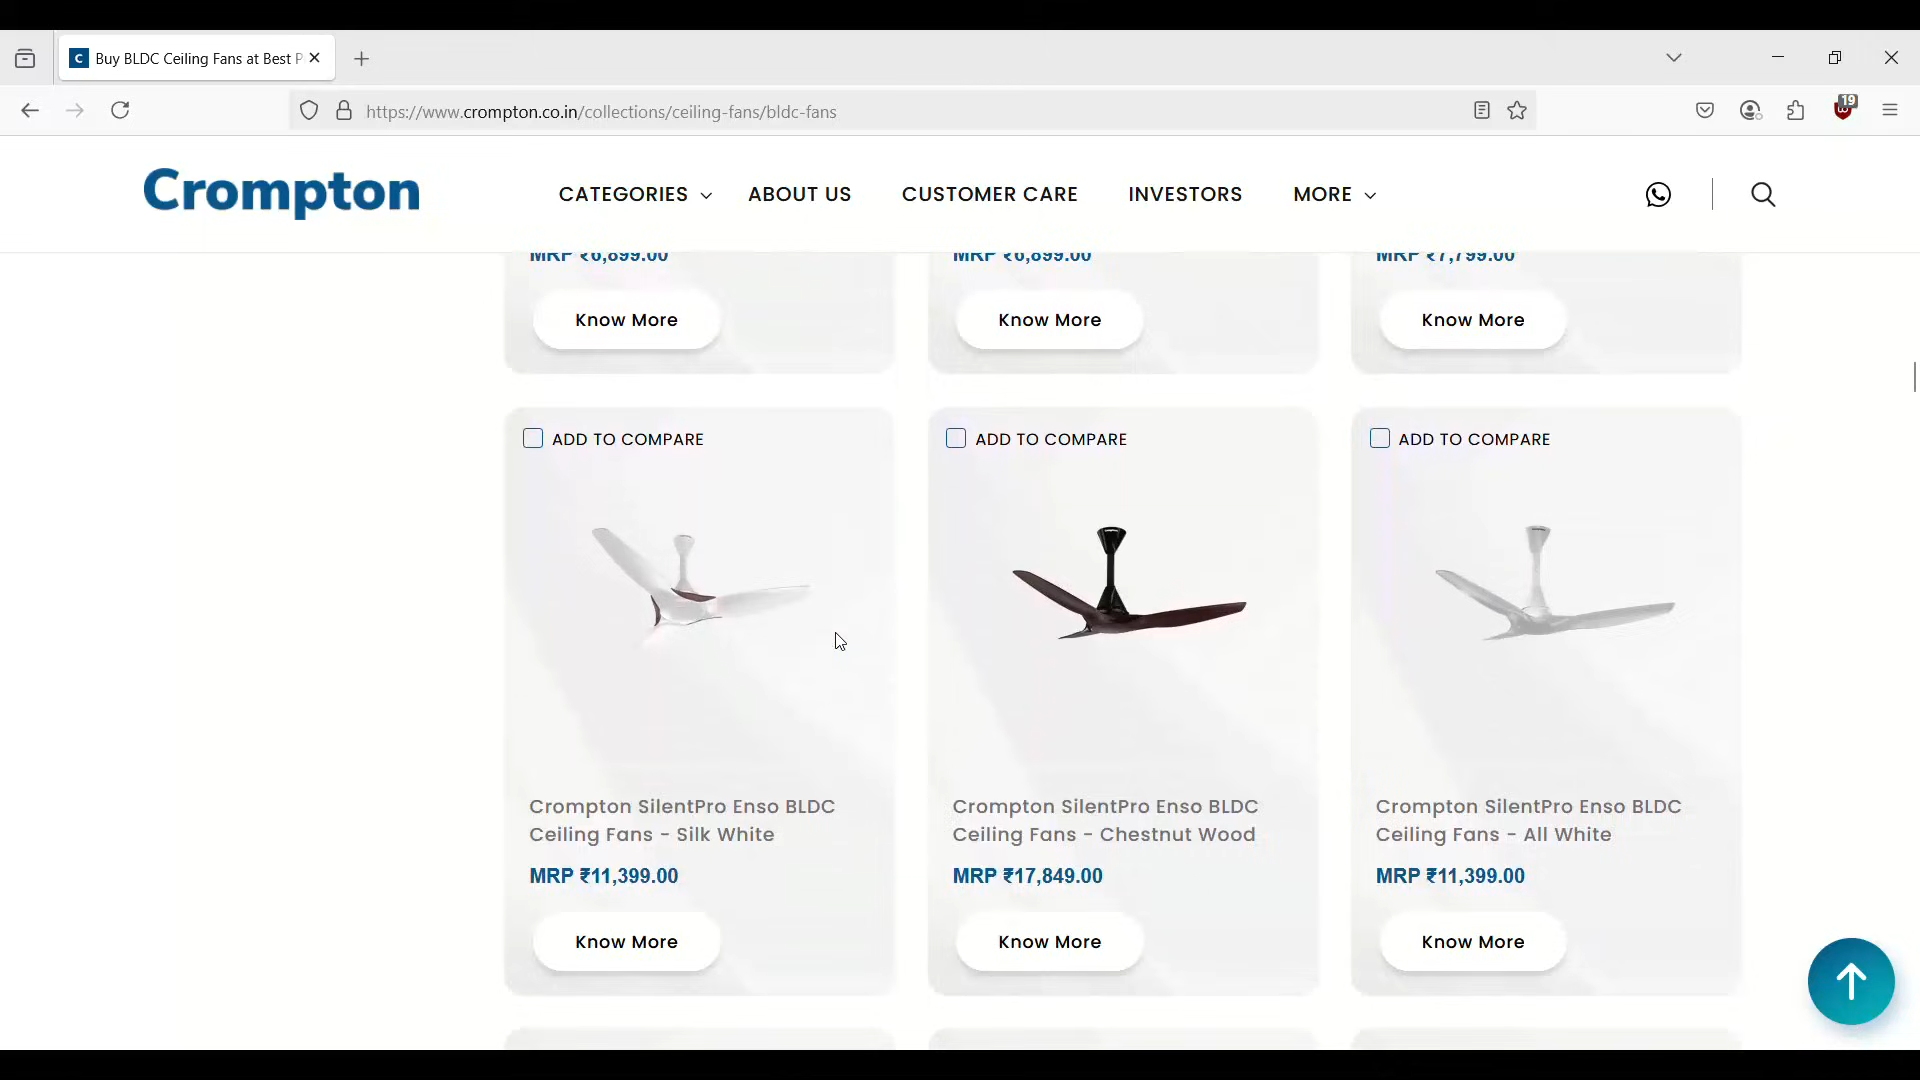 Buy BLDC Ceiling Fans at Best P
https://www.crompton.co.in/collections/ceiling-fans/bldc-fans
19
Crompton
CATEGORIES
ABOUT US
CUSTOMER CARE
INVESTORS
MORE
MRP ₹6,899.00
MRP ₹6,899.00
MRP ₹7,799.00
Know More
Know More
Know More
ADD TO COMPARE
ADD TO COMPARE
ADD TO COMPARE
Crompton SilentPro Enso BLDC
Ceiling Fans - Silk White
MRP ₹11,399.00
Know More
Crompton SilentPro Enso BLDC
Ceiling Fans - Chestnut Wood
MRP ₹17,849.00
Know More
Crompton SilentPro Enso BLDC
Ceiling Fans - All White
MRP ₹11,399.00
Know More